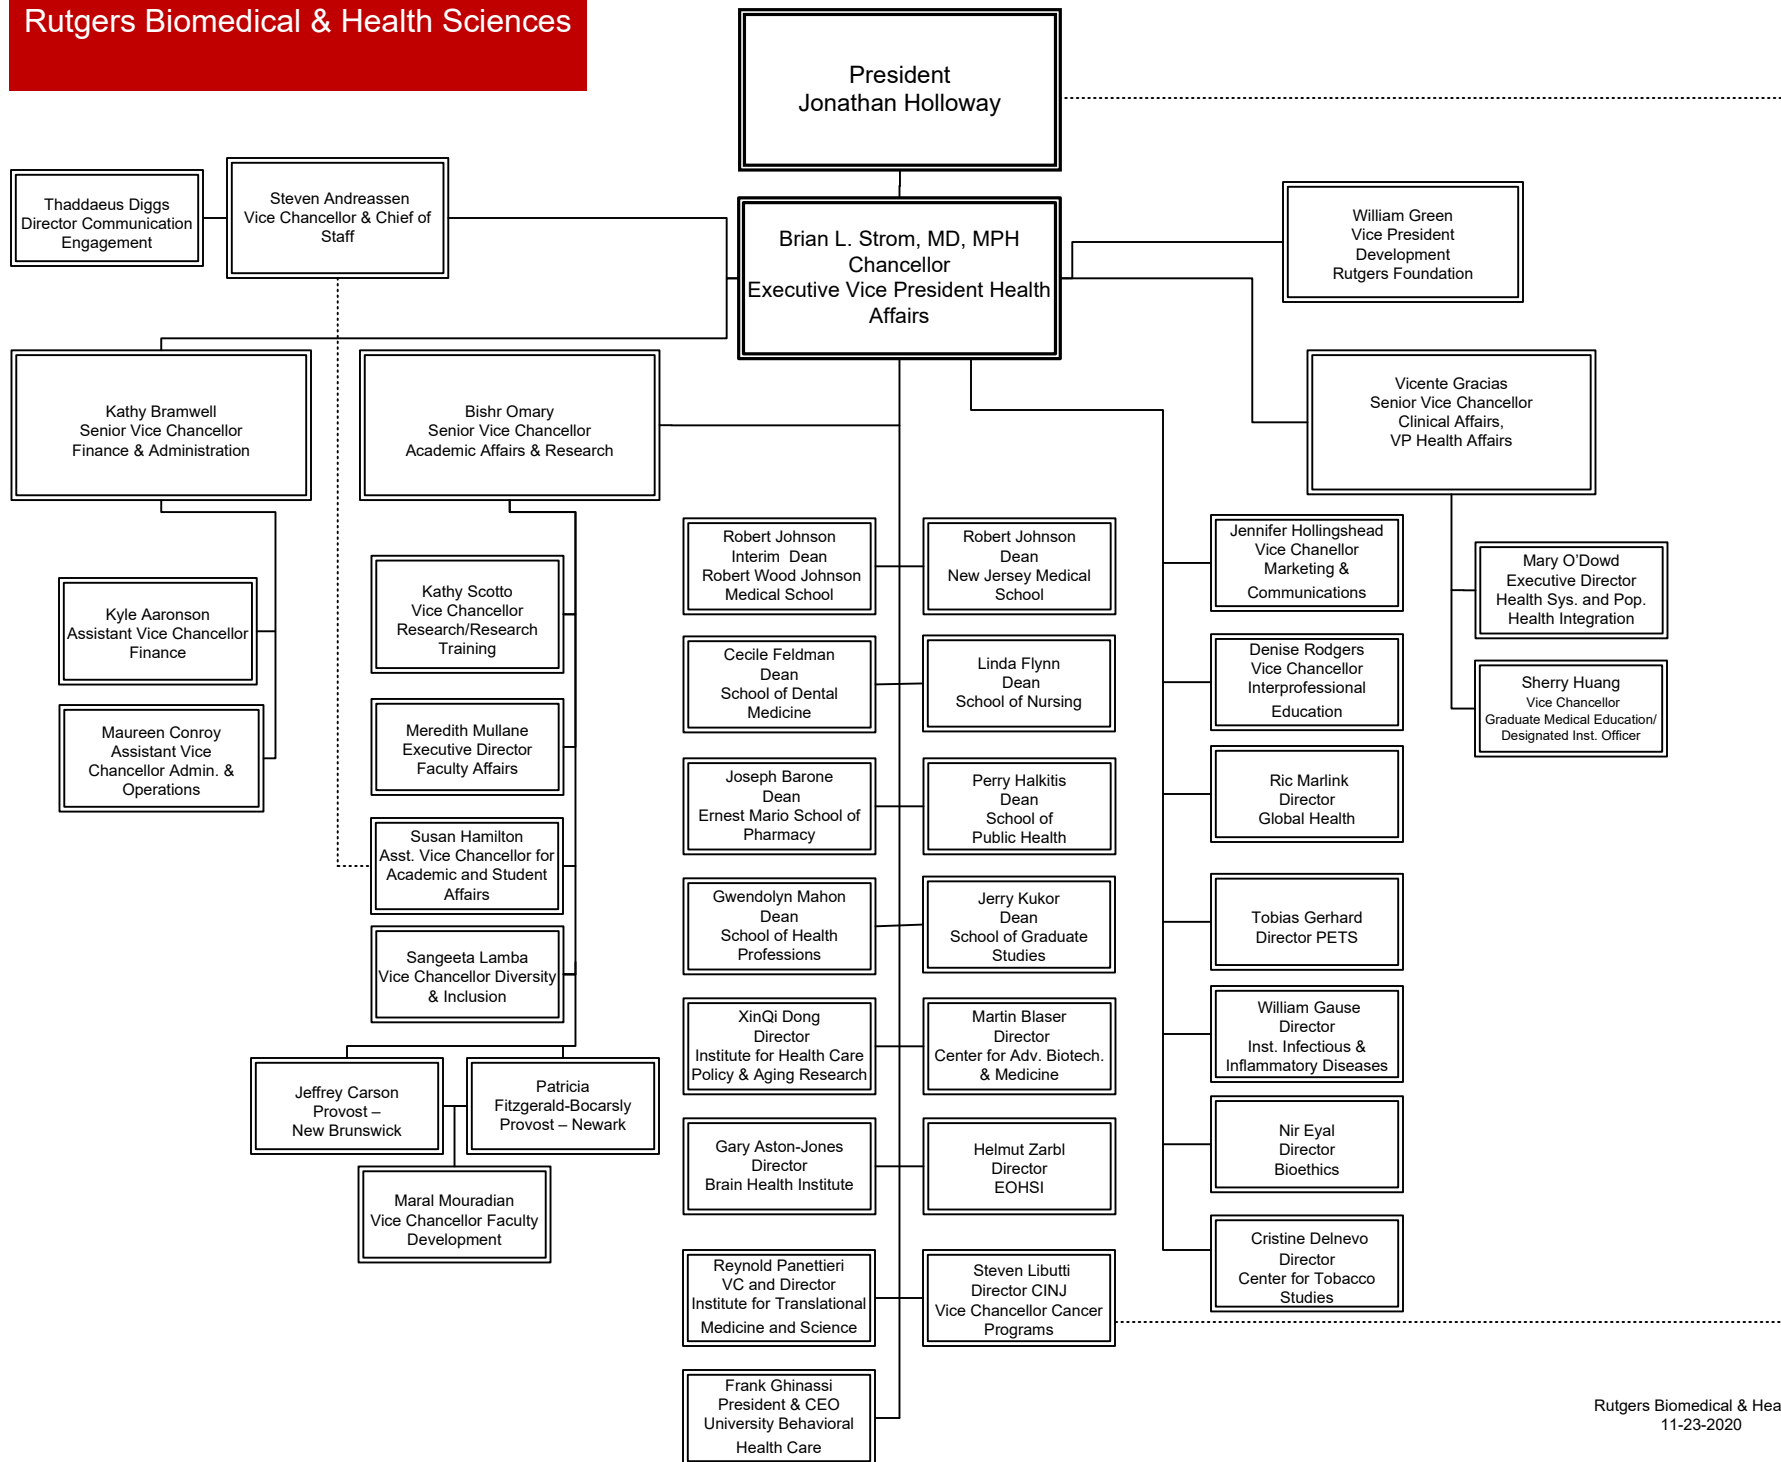 Rutgers Biomedical & Health Sciences
President
Jonathan Holloway
Thaddaeus Diggs
Director Communication
Engagement
Steven Andreassen
Vice Chancellor & Chief of
Staff
Brian L. Strom, MD, MPH
Chancellor
Executive Vice President Health
Affairs
William Green
Vice President
Development
Rutgers Foundation
Kathy Bramwell
Senior Vice Chancellor
Finance & Administration
Bishr Omary
Senior Vice Chancellor
Academic Affairs & Research
Vicente Gracias
Senior Vice Chancellor
Clinical Affairs,
VP Health Affairs
Kyle Aaronson
Assistant Vice Chancellor
Finance
Maureen Conroy
Assistant Vice
Chancellor Admin. &
Operations
Kathy Scotto
Vice Chancellor
Research/Research
Training
Meredith Mullane
Executive Director
Faculty Affairs
Susan Hamilton
Asst. Vice Chancellor for
Academic and Student
Affairs
Sangeeta Lamba
Vice Chancellor Diversity
& Inclusion
Jeffrey Carson
Provost –
New Brunswick
Patricia
Fitzgerald-Bocarsly
Provost – Newark
Maral Mouradian
Vice Chancellor Faculty
Development
Robert Johnson
Interim  Dean
Robert Wood Johnson
Medical School
Robert Johnson
Dean
New Jersey Medical
School
Cecile Feldman
Dean
School of Dental
Medicine
Linda Flynn
Dean
School of Nursing
Joseph Barone
Dean
Ernest Mario School of
Pharmacy
Perry Halkitis
Dean
School of
Public Health
Gwendolyn Mahon
Dean
School of Health
Professions
Jerry Kukor
Dean
School of Graduate
Studies
XinQi Dong
Director
Institute for Health Care
Policy & Aging Research
Martin Blaser
Director
Center for Adv. Biotech.
& Medicine
Gary Aston-Jones
Director
Brain Health Institute
Helmut Zarbl
Director
EOHSI
Reynold Panettieri
VC and Director
Institute for Translational
Medicine and Science
Steven Libutti
Director CINJ
Vice Chancellor Cancer
Programs
Frank Ghinassi
President & CEO
University Behavioral
Health Care
Jennifer Hollingshead
Vice Chanellor
Marketing &
Communications
Denise Rodgers
Vice Chancellor
Interprofessional
Education
Ric Marlink
Director
Global Health
Tobias Gerhard
Director PETS
William Gause
Director
Inst. Infectious &
Inflammatory Diseases
Nir Eyal
Director
Bioethics
Cristine Delnevo
Director
Center for Tobacco
Studies
Mary O’Dowd
Executive Director
Health Sys. and Pop.
Health Integration
Sherry Huang
Vice Chancellor
Graduate Medical Education/
Designated Inst. Officer
Rutgers Biomedical & Hea
11-23-2020